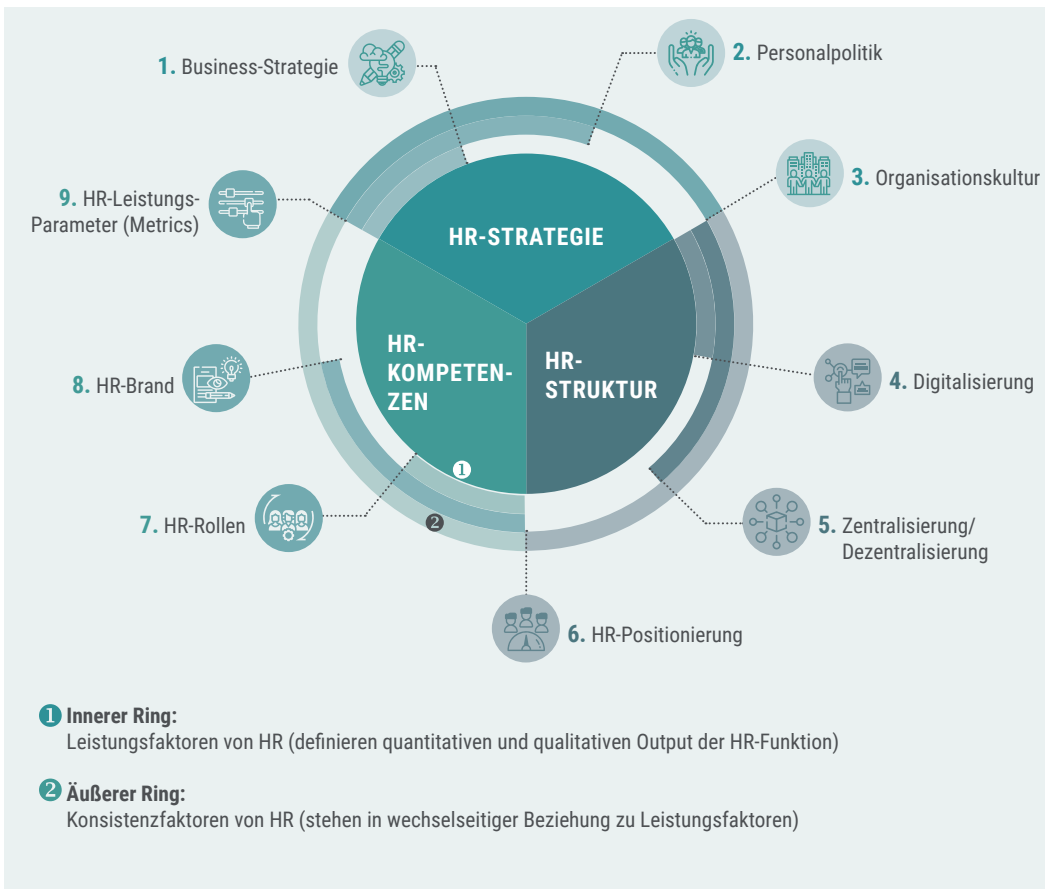 1. Business-Strategie
2. Personalpolitik
3. Organisationskultur
9. HR-Leistungs-
Parameter (Metrics)
HR-STRATEGIE
HR-
KOMPETEN-
ZEN
HR-
STRUKTUR
8. HR-Brand
4. Digitalisierung
1
2
7. HR-Rollen
5. Zentralisierung/
Dezentralisierung
6. HR-Positionierung
1 Innerer Ring:
Leistungsfaktoren von HR (definieren quantitativen und qualitativen Output der HR-Funktion)
2 Äußerer Ring:
Konsistenzfaktoren von HR (stehen in wechselseitiger Beziehung zu Leistungsfaktoren)